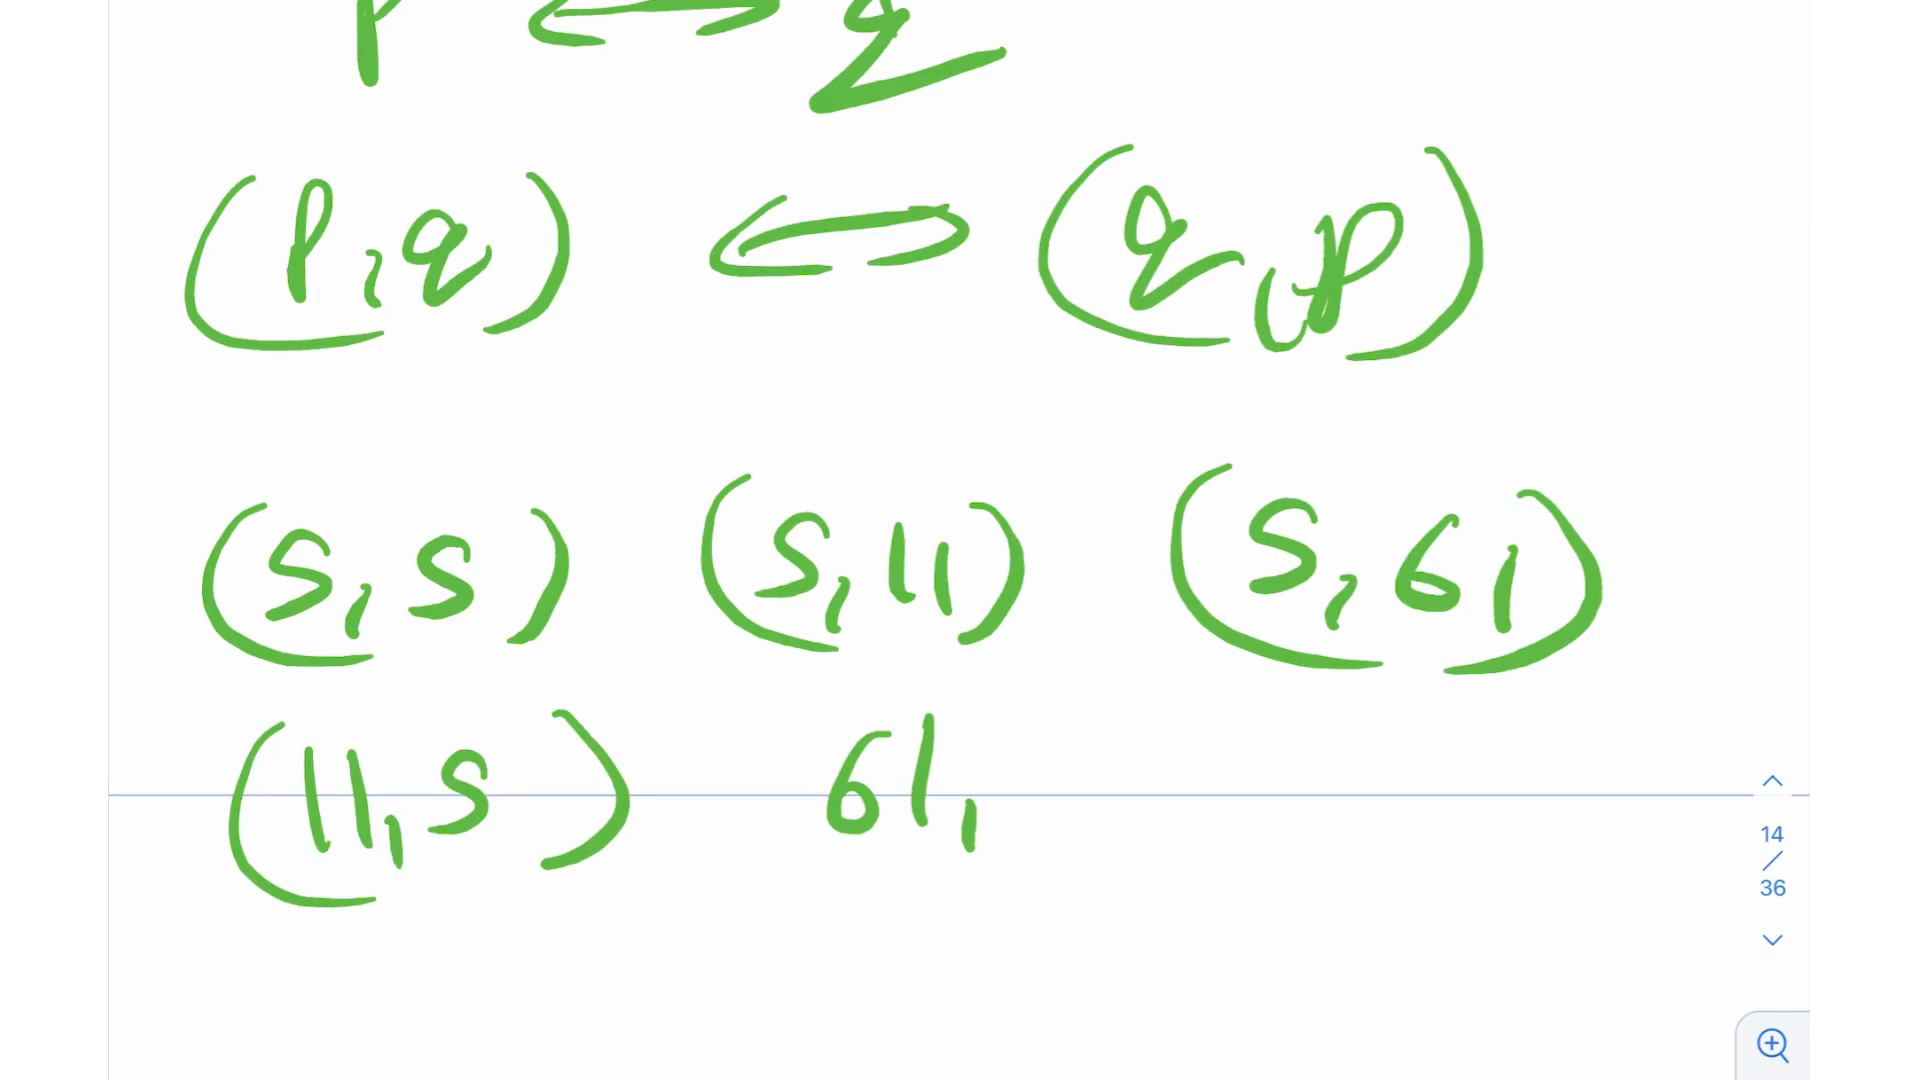 p ⟺ q
(p,q) ⟺ (q,p)
(5,5) (5,11) (5,61)
(11,5) 61,
14
/
36